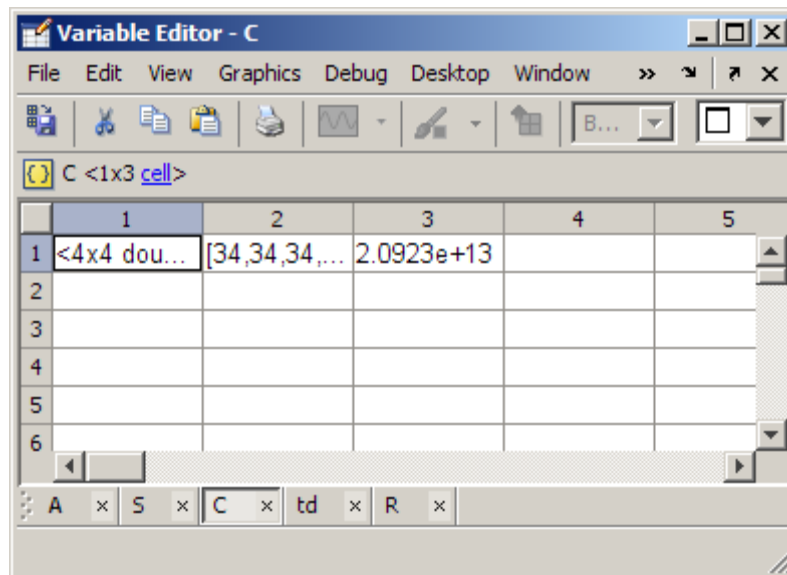 Variable Editor - C
File Edit View Graphics Debug Desktop Window
B...
C <1x3 cell>
1 2 3 4 5
1 <4x4 dou... [34,34,34,... 2.0923e+13
2
3
4
5
6
A S C td R